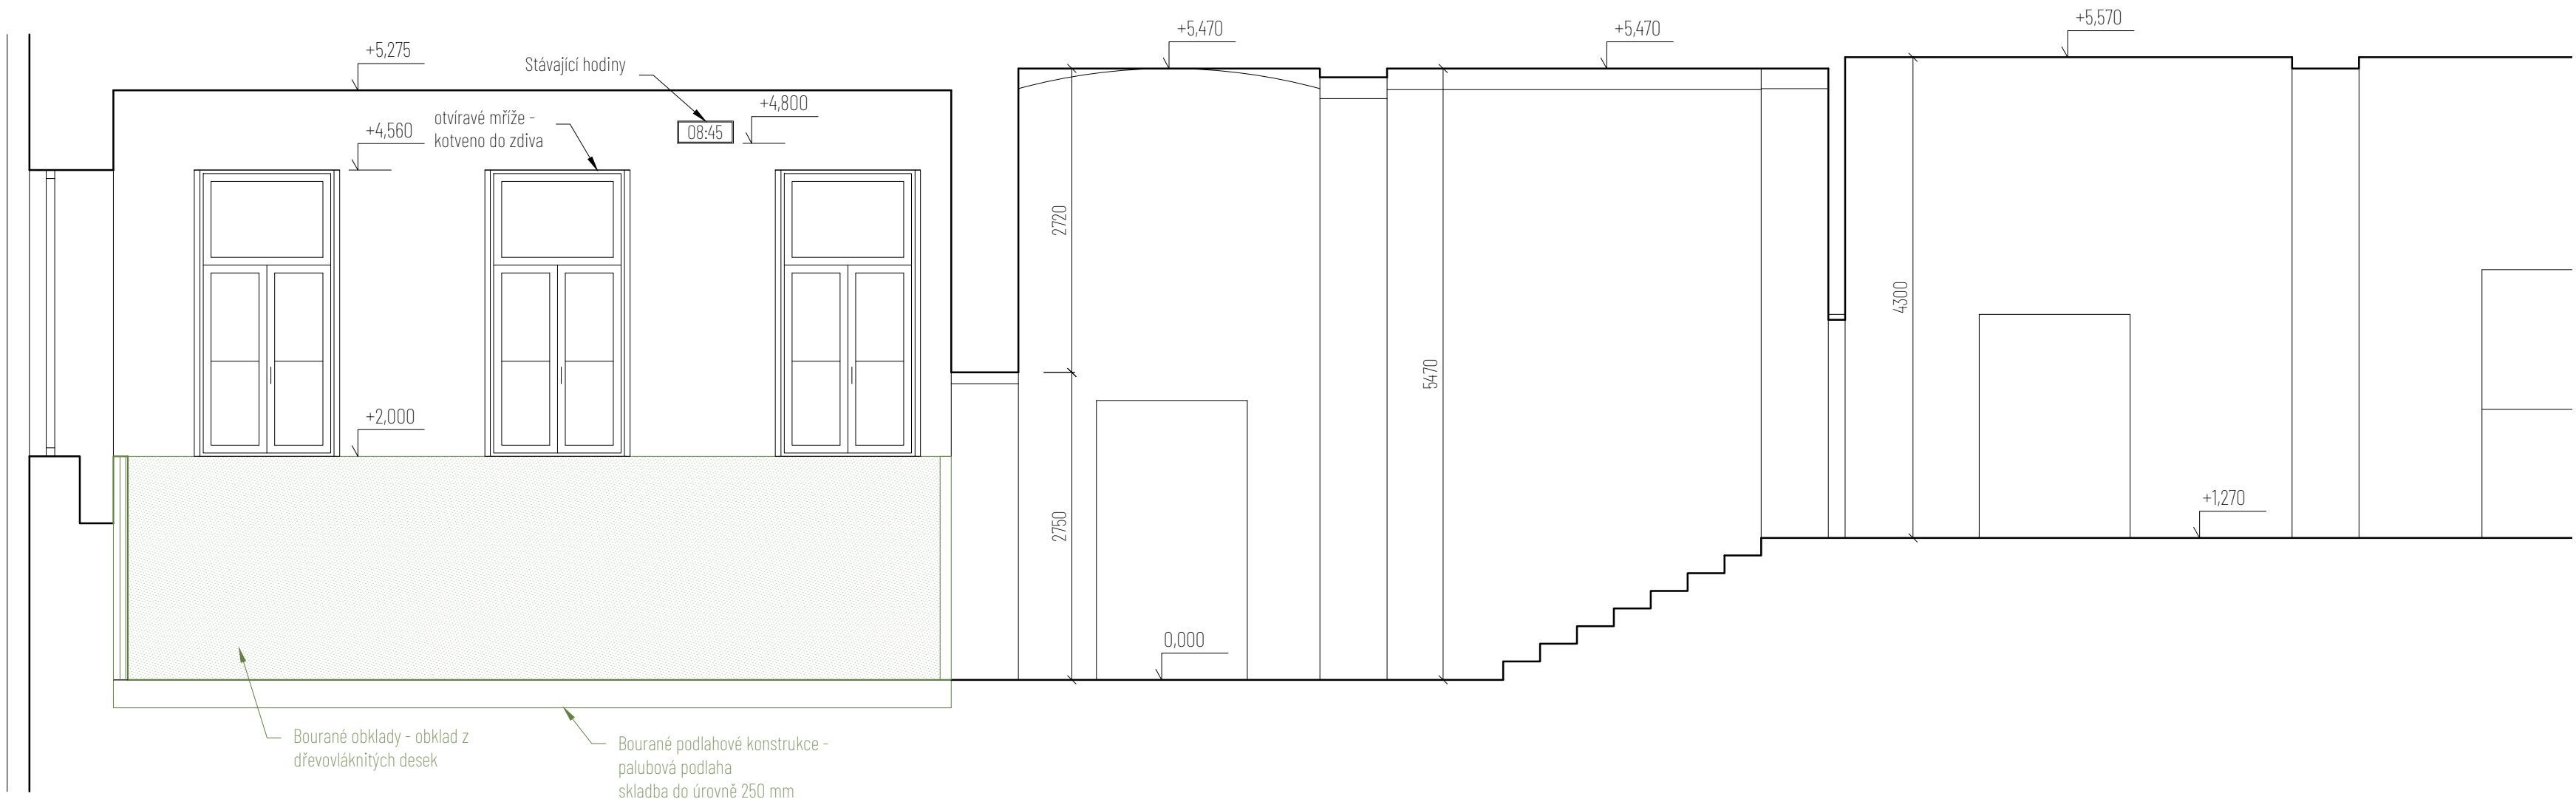 +5,570
+5,470
+5,470
+5,275
Stávající hodiny
+4,800
otvíravé mříže -
kotveno do zdiva
+4,560
08:45
2720
4300
5470
+2,000
+1,270
2750
0,000
Bourané obklady - obklad z
dřevovláknitých desek
Bourané podlahové konstrukce -
palubová podlaha
skladba do úrovně 250 mm